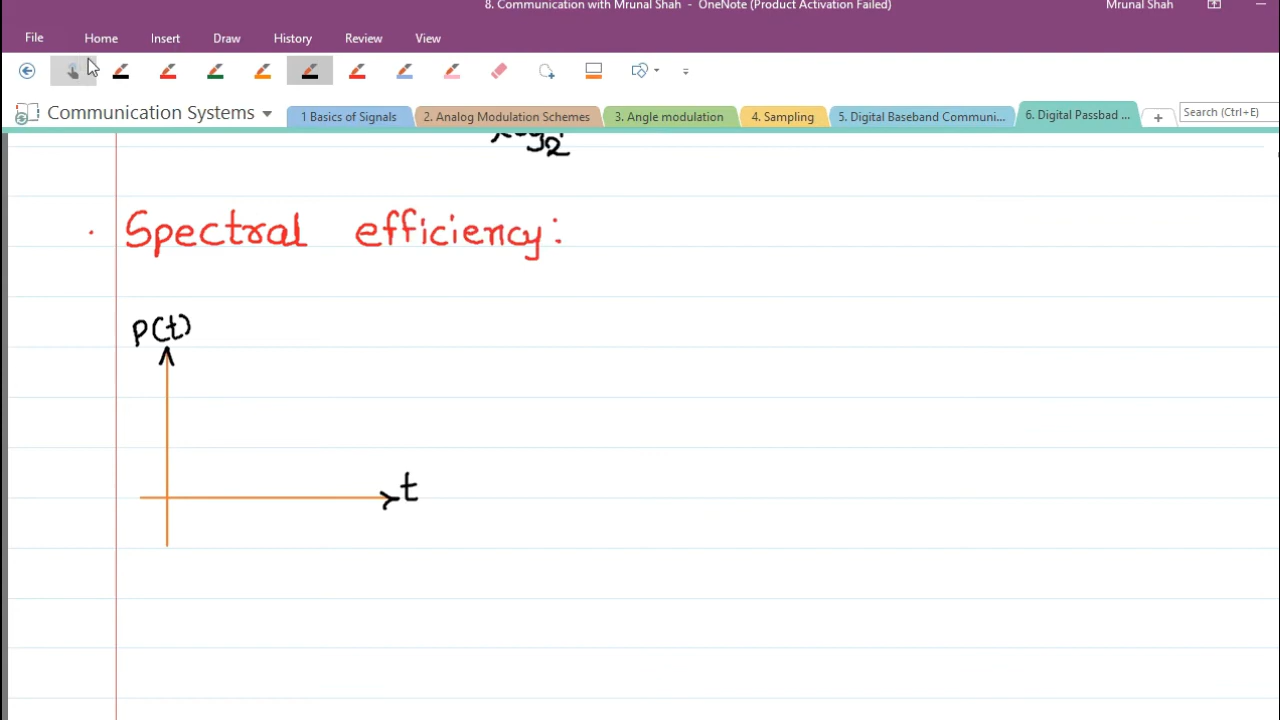 8. Communication with Mrunal Shah - OneNote (Product Activation Failed)
Mrunal Shah
File Home Insert Draw History Review View
Communication Systems
1 Basics of Signals
2. Analog Modulation Schemes
3. Angle modulation
4. Sampling
5. Digital Baseband Communi...
6. Digital Passbad ...
Search (Ctrl+E)
· Spectral efficiency:
P(t)
t